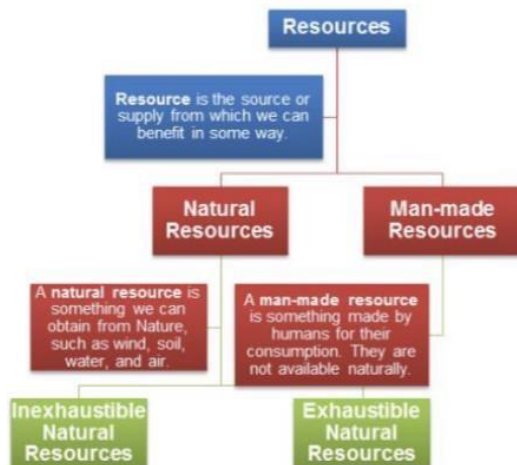 Resources
Resource is the source or
supply from which we can
benefit in some way.
Natural
Resources
Man-made
Resources
A natural resource is
something we can
obtain from Nature,
such as wind, soil,
water, and air.
A man-made resource
is something made by
humans for their
consumption. They are
not available naturally.
Inexhaustible
Natural
Resources
Exhaustible
Natural
Resources